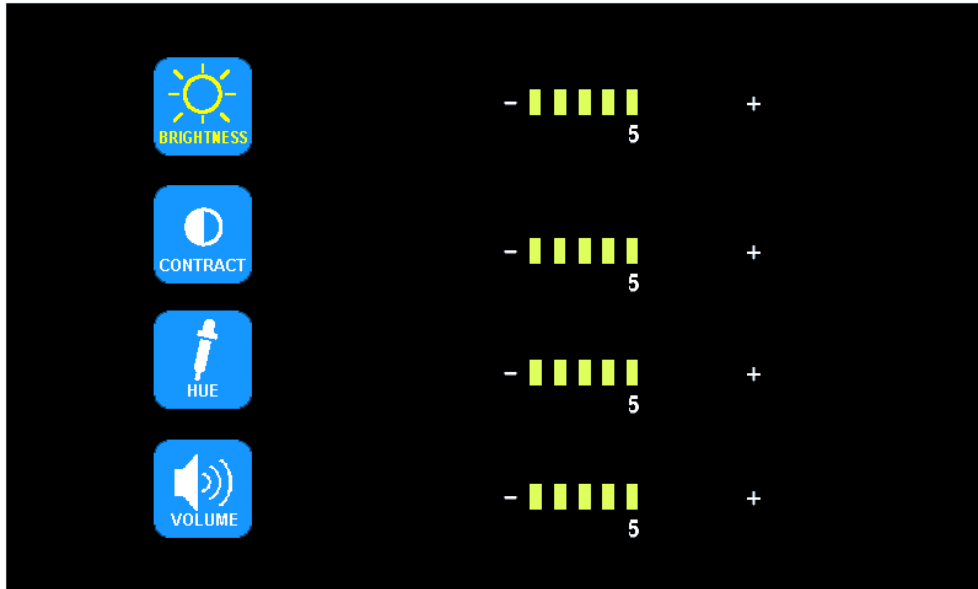 BRIGHTNESS
- +
5
CONTRACT
- +
5
HUE
- +
5
VOLUME
- +
5